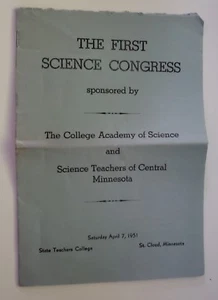 THE FIRST
SCIENCE CONGRESS
sponsored by
The College Academy of Science
and
Science Teachers of Central
Minnesota
Saturday April 7, 1951
State Teachers College St. Cloud, Minnesota